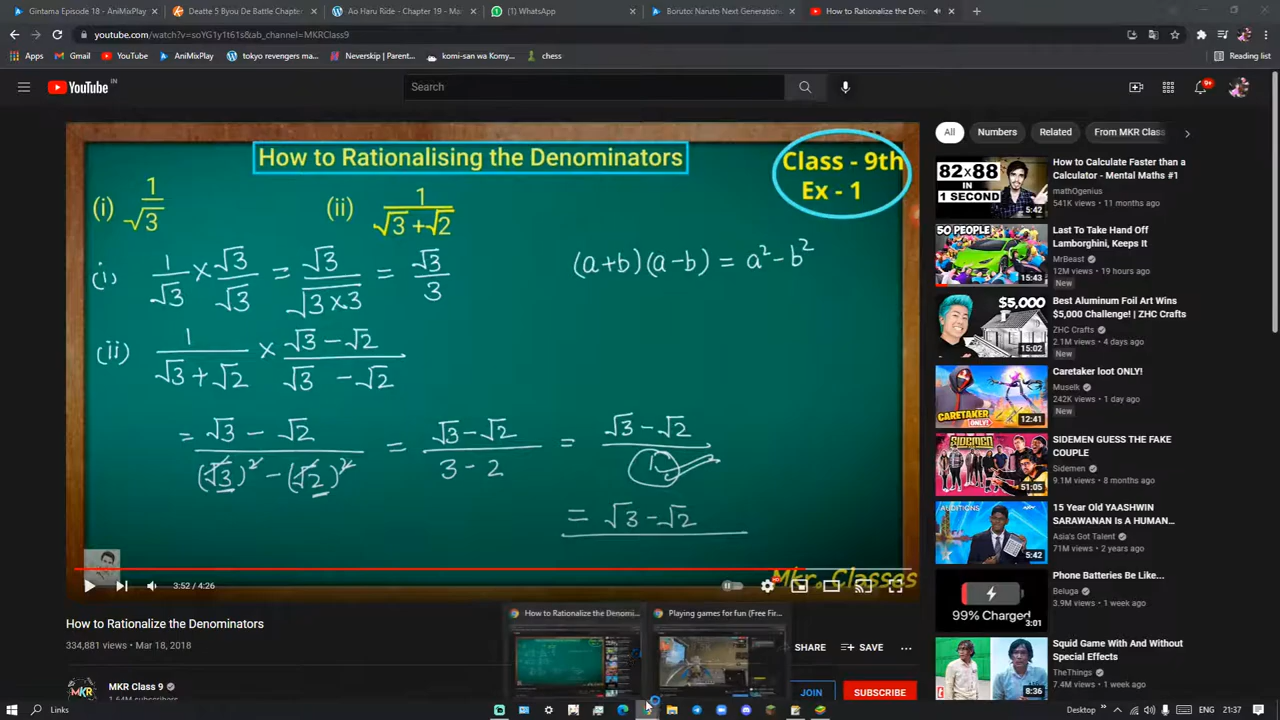 Gintama Episode 18 - AniMixPlay
Deatte 5 Byou De Battle Chapter
Ao Haru Ride - Chapter 19 - Ma
(1) WhatsApp
Boruto: Naruto Next Generation
How to Rationalize the Den
youtube.com/watch?v=soYG1y1t61s&ab_channel=MKRClass9
Apps
Gmail
YouTube
AniMixPlay
tokyo revengers ma...
Neverskip | Parent...
komi-san wa Komy...
chess
Reading list
YouTube IN
Search
9+
How to Rationalising the Denominators
Class - 9th
Ex - 1
(i) 1/√3
(ii) 1/(√3+√2)
(i) 1/√3 × √3/√3 = √3/√3×3 = √3/3
(a+b)(a-b) = a²-b²
(ii) 1/(√3+√2) × (√3-√2)/(√3-√2)
= (√3-√2)/((√3)²-(√2)²) = (√3-√2)/(3-2) = (√3-√2)/1
= √3-√2
Mkr. Classes
3:52 / 4:26
HD
How to Rationalize the Denominators
334,881 views • Mar 18, 2018
How to Rationalize the Denomi...
Playing games for fun (Free Fir...
SHARE
SAVE
MKR Class 9
JOIN
SUBSCRIBE
All
Numbers
Related
From MKR Class
82x88
IN
1 SECOND
5:42
How to Calculate Faster than a
Calculator - Mental Maths #1
mathOgenius
541K views • 11 months ago
50 PEOPLE
15:43
Last To Take Hand Off
Lamborghini, Keeps It
MrBeast
12M views • 19 hours ago
New
$5,000
15:02
Best Aluminum Foil Art Wins
$5,000 Challenge! | ZHC Crafts
ZHC Crafts
2.1M views • 4 days ago
New
CARETAKER ONLY
12:41
Caretaker loot ONLY!
Muselk
242K views • 1 day ago
New
SIDEMEN
51:05
SIDEMEN GUESS THE FAKE
COUPLE
Sidemen
9.1M views • 8 months ago
AUDITIONS
5:42
15 Year Old YAASHWIN
SARAWANAN Is A HUMAN...
Asia's Got Talent
71M views • 2 years ago
99% Charged
3:01
Phone Batteries Be Like...
Beluga
3.9M views • 1 week ago
8:36
Squid Game With And Without
Special Effects
TheThings
Links
Desktop
ENG
21:37